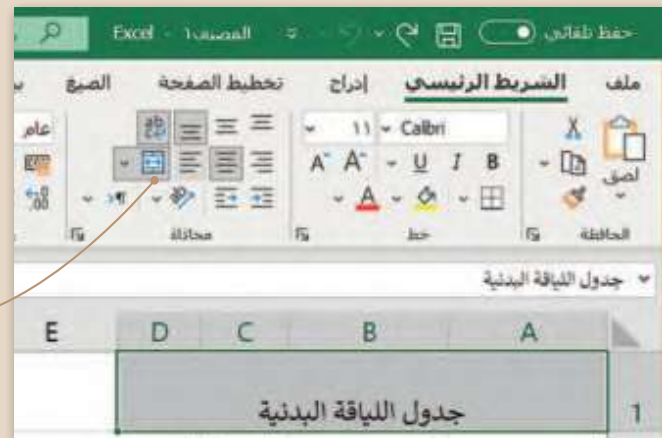 حفظ تلقائي Excel - المصنف1
ملف الشريط الرئيسي إدراج تخطيط الصفحة الصيغ
لصق Calibri 11 عام
B I U A A
A
الحافظة خط محاذاة
جدول اللياقة البدنية
A B C D E
1 جدول اللياقة البدنية